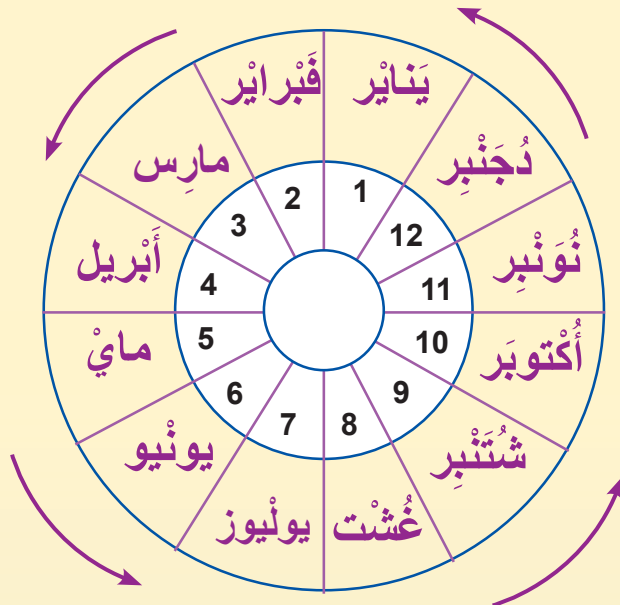 يَنايْر
1
فَبْرايْر
2
مارِس
3
أَبْريل
4
مايْ
5
يونْيو
6
يولْيوز
7
غُشْت
8
شُتَنْبِر
9
أُكْتوبَر
10
نُوَنْبِر
11
دُجَنْبِر
12